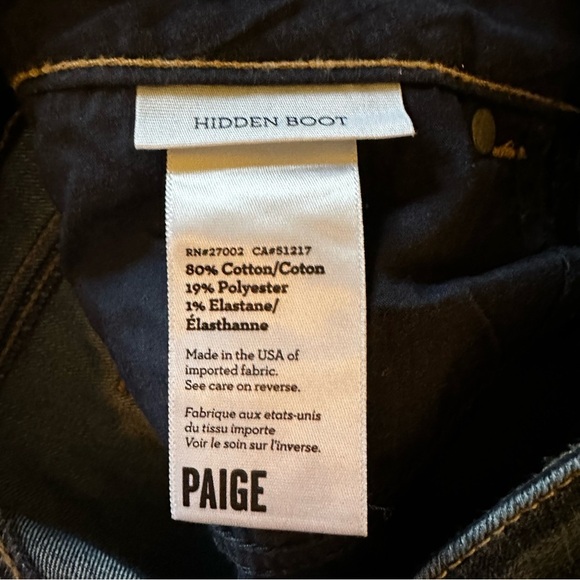 HIDDEN BOOT
RN#27002 CA#51217
80% Cotton/Coton
19% Polyester
1% Elastane/
Élasthanne
Made in the USA of
imported fabric.
See care on reverse.
Fabrique aux etats-unis
du tissu importe
Voir le soin sur l'inverse.
PAIGE